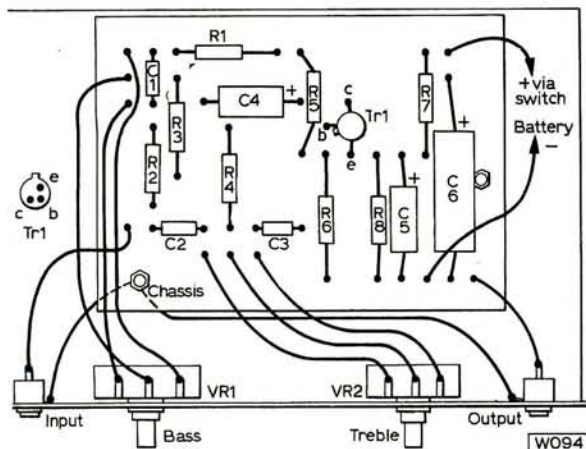 R1
C1
R3
C4
+
R5
c
Tr1
b
e
R7
+via
switch
Battery
−
+
R2
R4
e
c b
Tr1
C2
C3
R6
R8
+
C5
C6
Chassis
VR1
VR2
Input
Bass
Treble
Output
W094